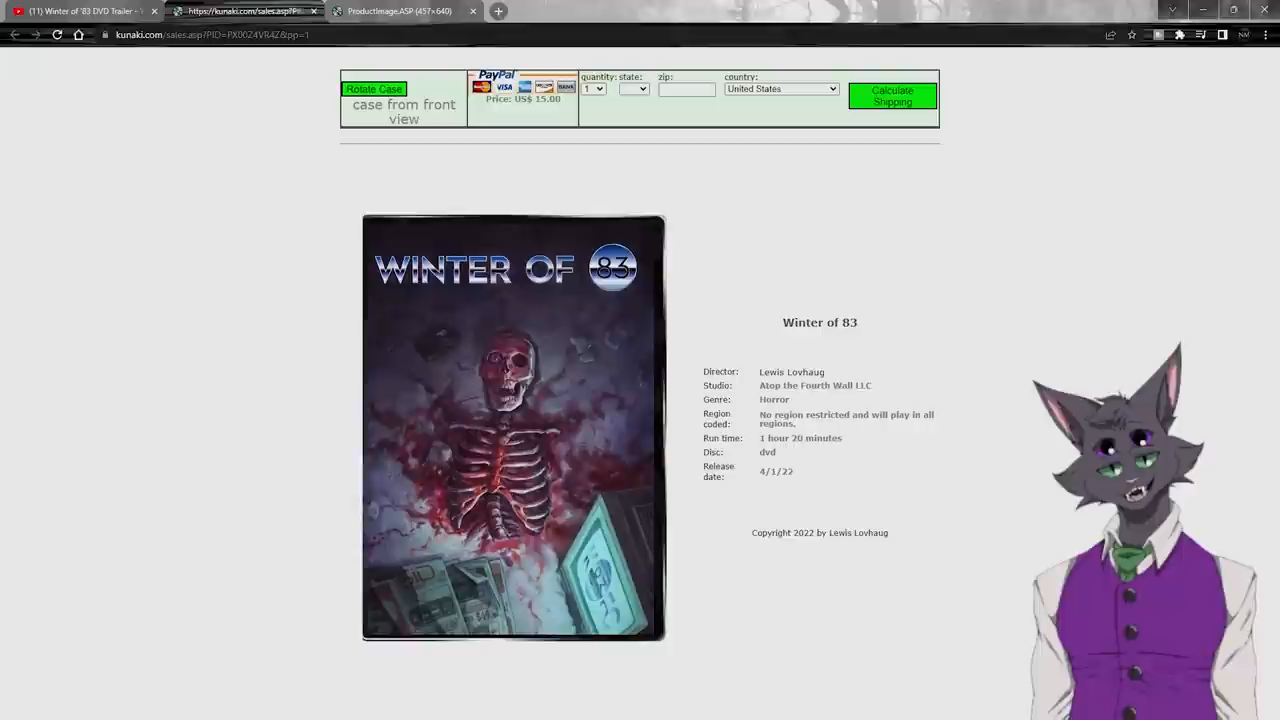 (11) Winter of '83 DVD Trailer -
https://kunaki.com/sales.asp?P
ProductImage.ASP (457×640)
kunaki.com/sales.asp?PID=PX00Z4VR4Z&pp=1
NM
Rotate Case
case from front
view
PayPal
VISA
BANK
Price: US$ 15.00
quantity:
1
state:
zip:
country:
United States
Calculate
Shipping
WINTER OF 83
Winter of 83
Director: Lewis Lovhaug
Studio: Atop the Fourth Wall LLC
Genre: Horror
Region coded: No region restricted and will play in all regions.
Run time: 1 hour 20 minutes
Disc: dvd
Release date: 4/1/22
Copyright 2022 by Lewis Lovhaug